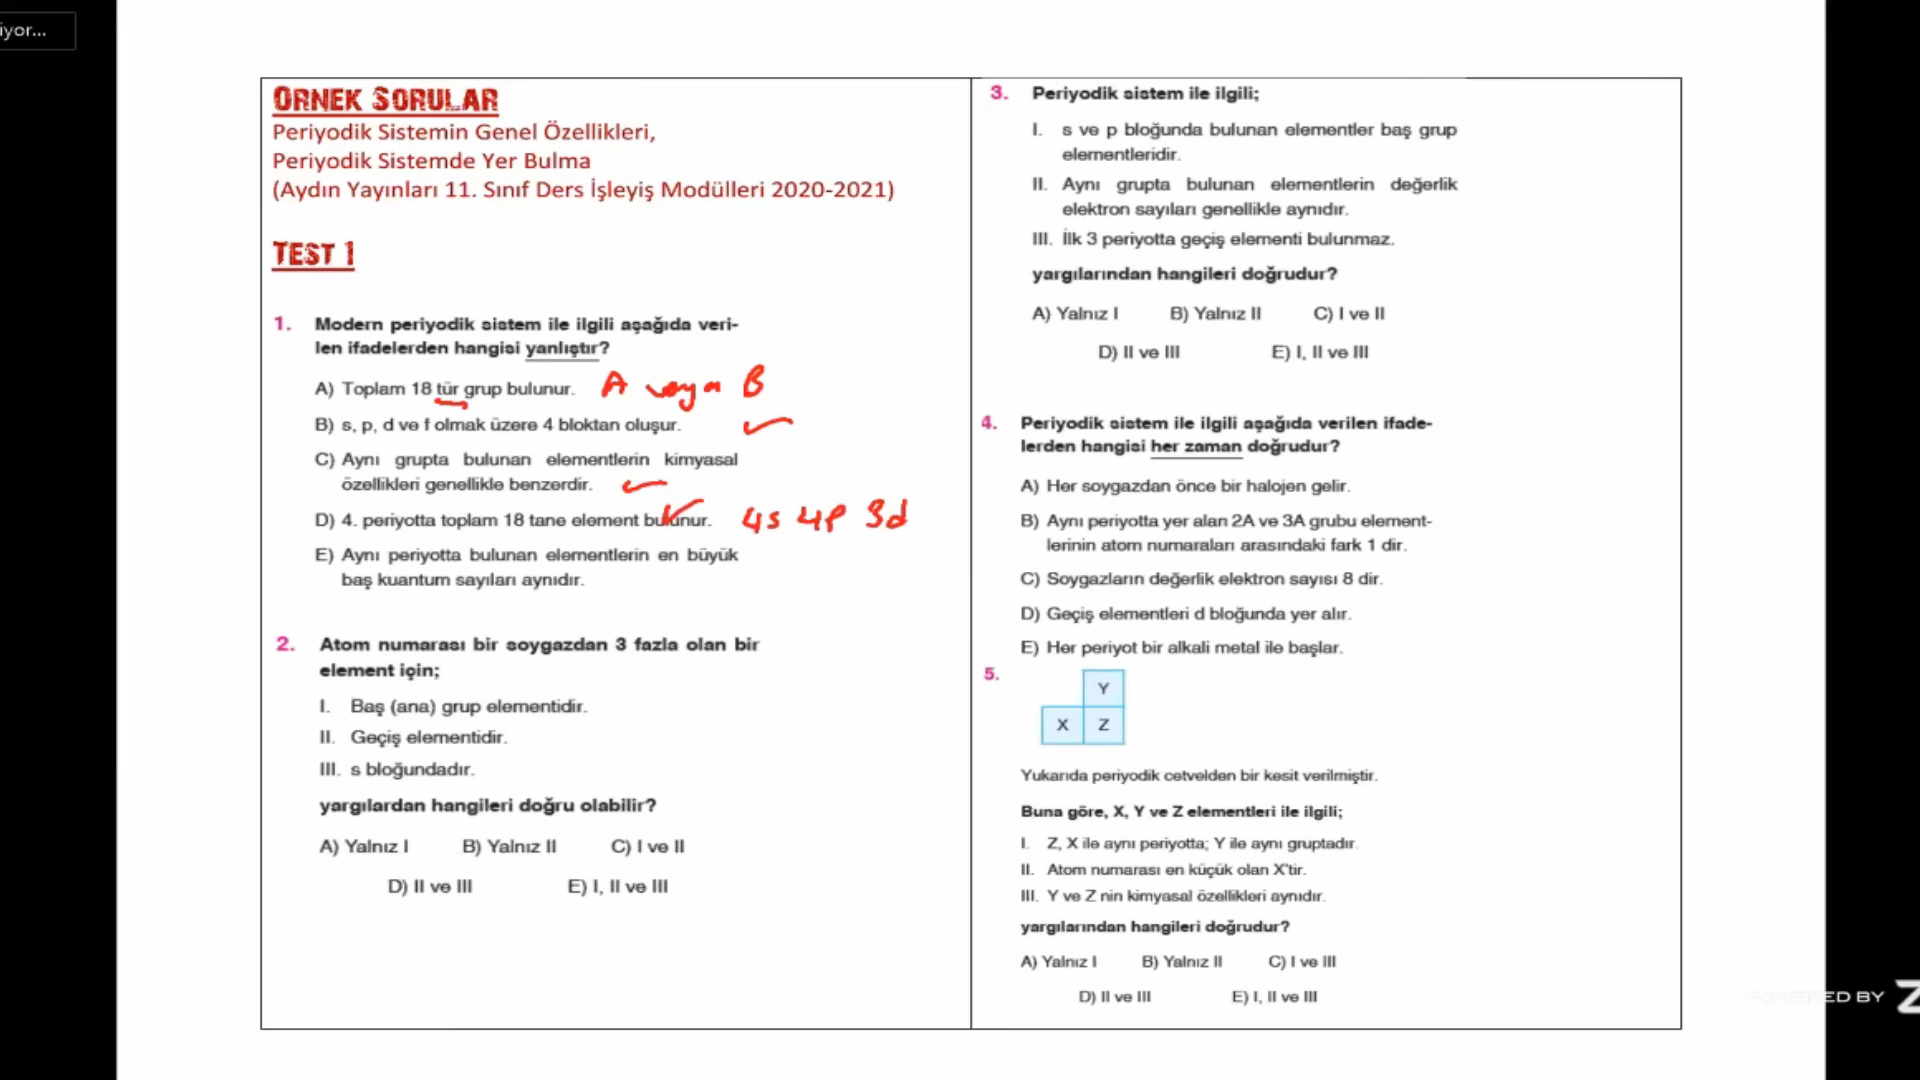 iyor...
ÖRNEK SORULAR
Periyodik Sistemin Genel Özellikleri,
Periyodik Sistemde Yer Bulma
(Aydın Yayınları 11. Sınıf Ders İşleyiş Modülleri 2020-2021)
TEST 1
1. Modern periyodik sistem ile ilgili aşağıda veri-
len ifadelerden hangisi yanlıştır?
A) Toplam 18 tür grup bulunur. A veya B
B) s, p, d ve f olmak üzere 4 bloktan oluşur.
C) Aynı grupta bulunan elementlerin kimyasal
özellikleri genellikle benzerdir.
D) 4. periyotta toplam 18 tane element bulunur. 4s 4p 3d
E) Aynı periyotta bulunan elementlerin en büyük
baş kuantum sayıları aynıdır.
2. Atom numarası bir soygazdan 3 fazla olan bir
element için;
I. Baş (ana) grup elementidir.
II. Geçiş elementidir.
III. s bloğundadır.
yargılardan hangileri doğru olabilir?
A) Yalnız I B) Yalnız II C) I ve II
D) II ve III E) I, II ve III
3. Periyodik sistem ile ilgili;
I. s ve p bloğunda bulunan elementler baş grup
elementleridir.
II. Aynı grupta bulunan elementlerin değerlik
elektron sayıları genellikle aynıdır.
III. İlk 3 periyotta geçiş elementi bulunmaz.
yargılarından hangileri doğrudur?
A) Yalnız I B) Yalnız II C) I ve II
D) II ve III E) I, II ve III
4. Periyodik sistem ile ilgili aşağıda verilen ifade-
lerden hangisi her zaman doğrudur?
A) Her soygazdan önce bir halojen gelir.
B) Aynı periyotta yer alan 2A ve 3A grubu element-
lerinin atom numaraları arasındaki fark 1 dir.
C) Soygazların değerlik elektron sayısı 8 dir.
D) Geçiş elementleri d bloğunda yer alır.
E) Her periyot bir alkali metal ile başlar.
5.
Y
X Z
Yukarıda periyodik cetvelden bir kesit verilmiştir.
Buna göre, X, Y ve Z elementleri ile ilgili;
I. Z, X ile aynı periyotta; Y ile aynı gruptadır.
II. Atom numarası en küçük olan X'tir.
III. Y ve Z nin kimyasal özellikleri aynıdır.
yargılarından hangileri doğrudur?
A) Yalnız I B) Yalnız II C) I ve III
D) II ve III E) I, II ve III
POWERED BY Z